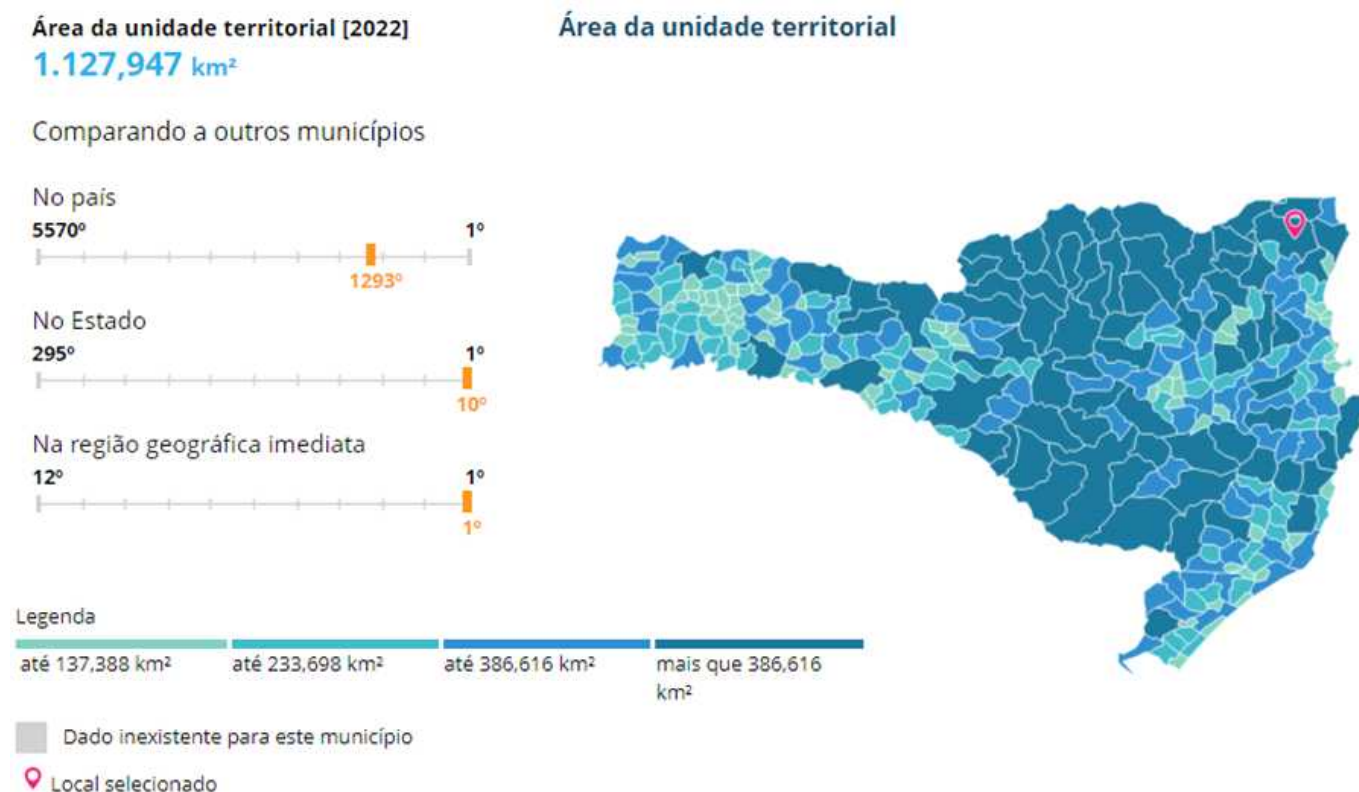 Área da unidade territorial [2022]
1.127,947 km²
Comparando a outros municípios
No país
5570º 1º
1293º
No Estado
295º 1º
10º
Na região geográfica imediata
12º 1º
1º
Área da unidade territorial
Legenda
até 137,388 km² até 233,698 km² até 386,616 km² mais que 386,616
km²
Dado inexistente para este município
Local selecionado